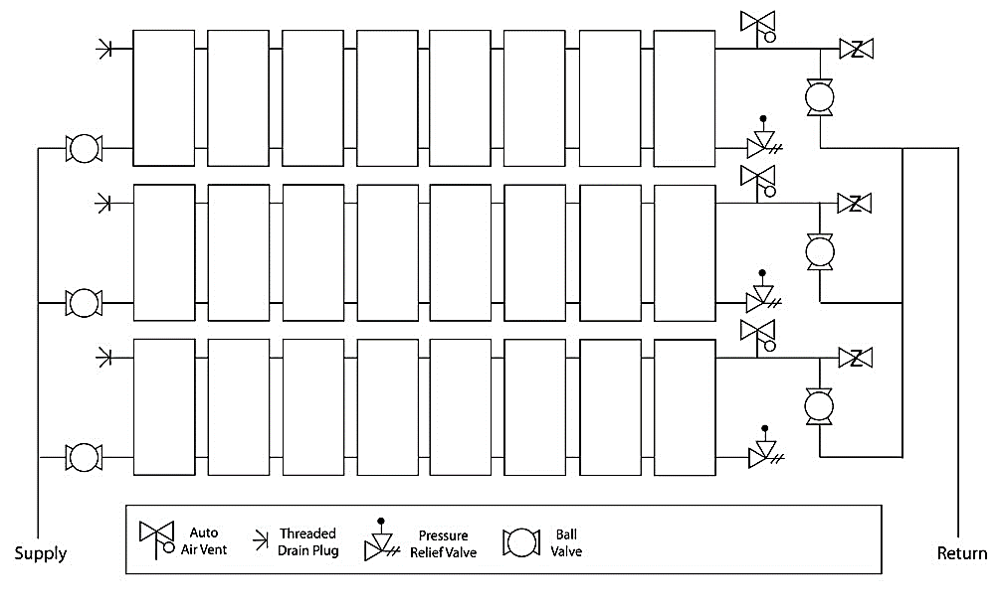 Z
Z
Z
Supply
Auto
Air Vent
Threaded
Drain Plug
Pressure
Relief Valve
Ball
Valve
Return